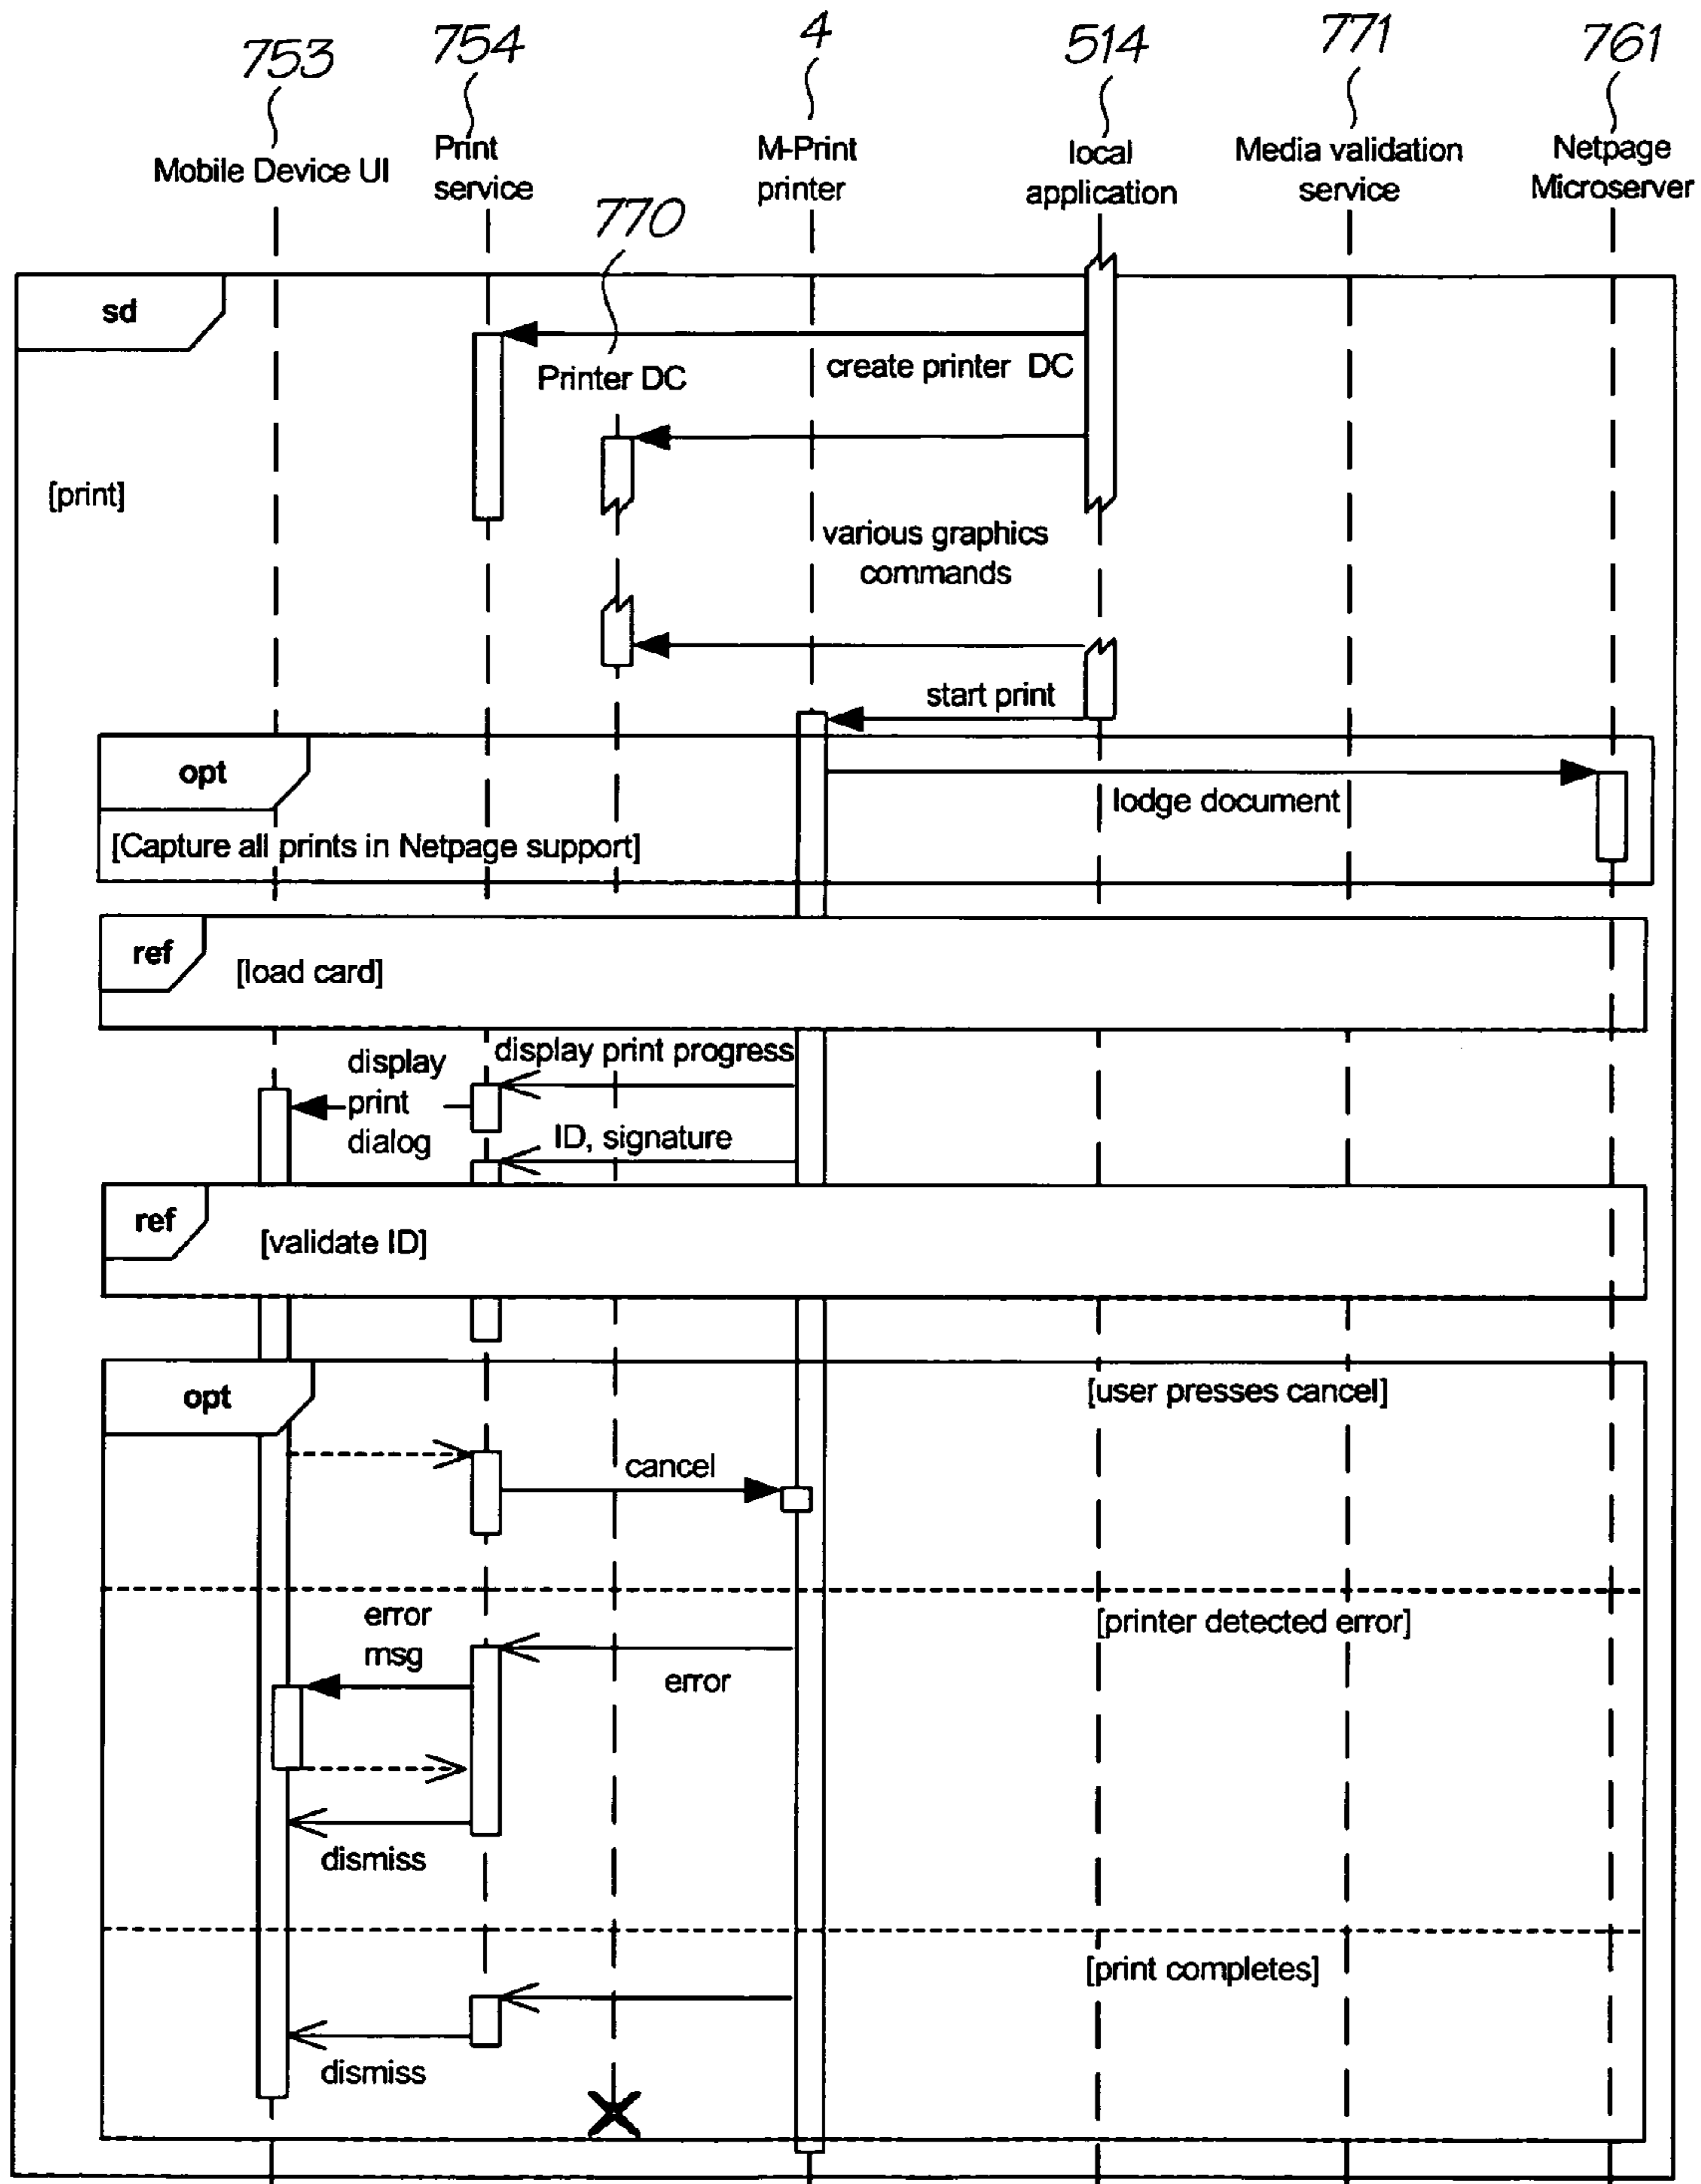 753
754
4
514
771
761
Mobile Device UI
Print
service
M-Print
printer
local
application
Media validation
service
Netpage
Microserver
770
sd
create printer DC
Printer DC
[print]
various graphics
commands
start print
opt
lodge document
[Capture all prints in Netpage support]
ref
[load card]
display print progress
display
print
dialog
ID, signature
ref
[validate ID]
opt
[user presses cancel]
cancel
error
msg
[printer detected error]
error
dismiss
[print completes]
dismiss